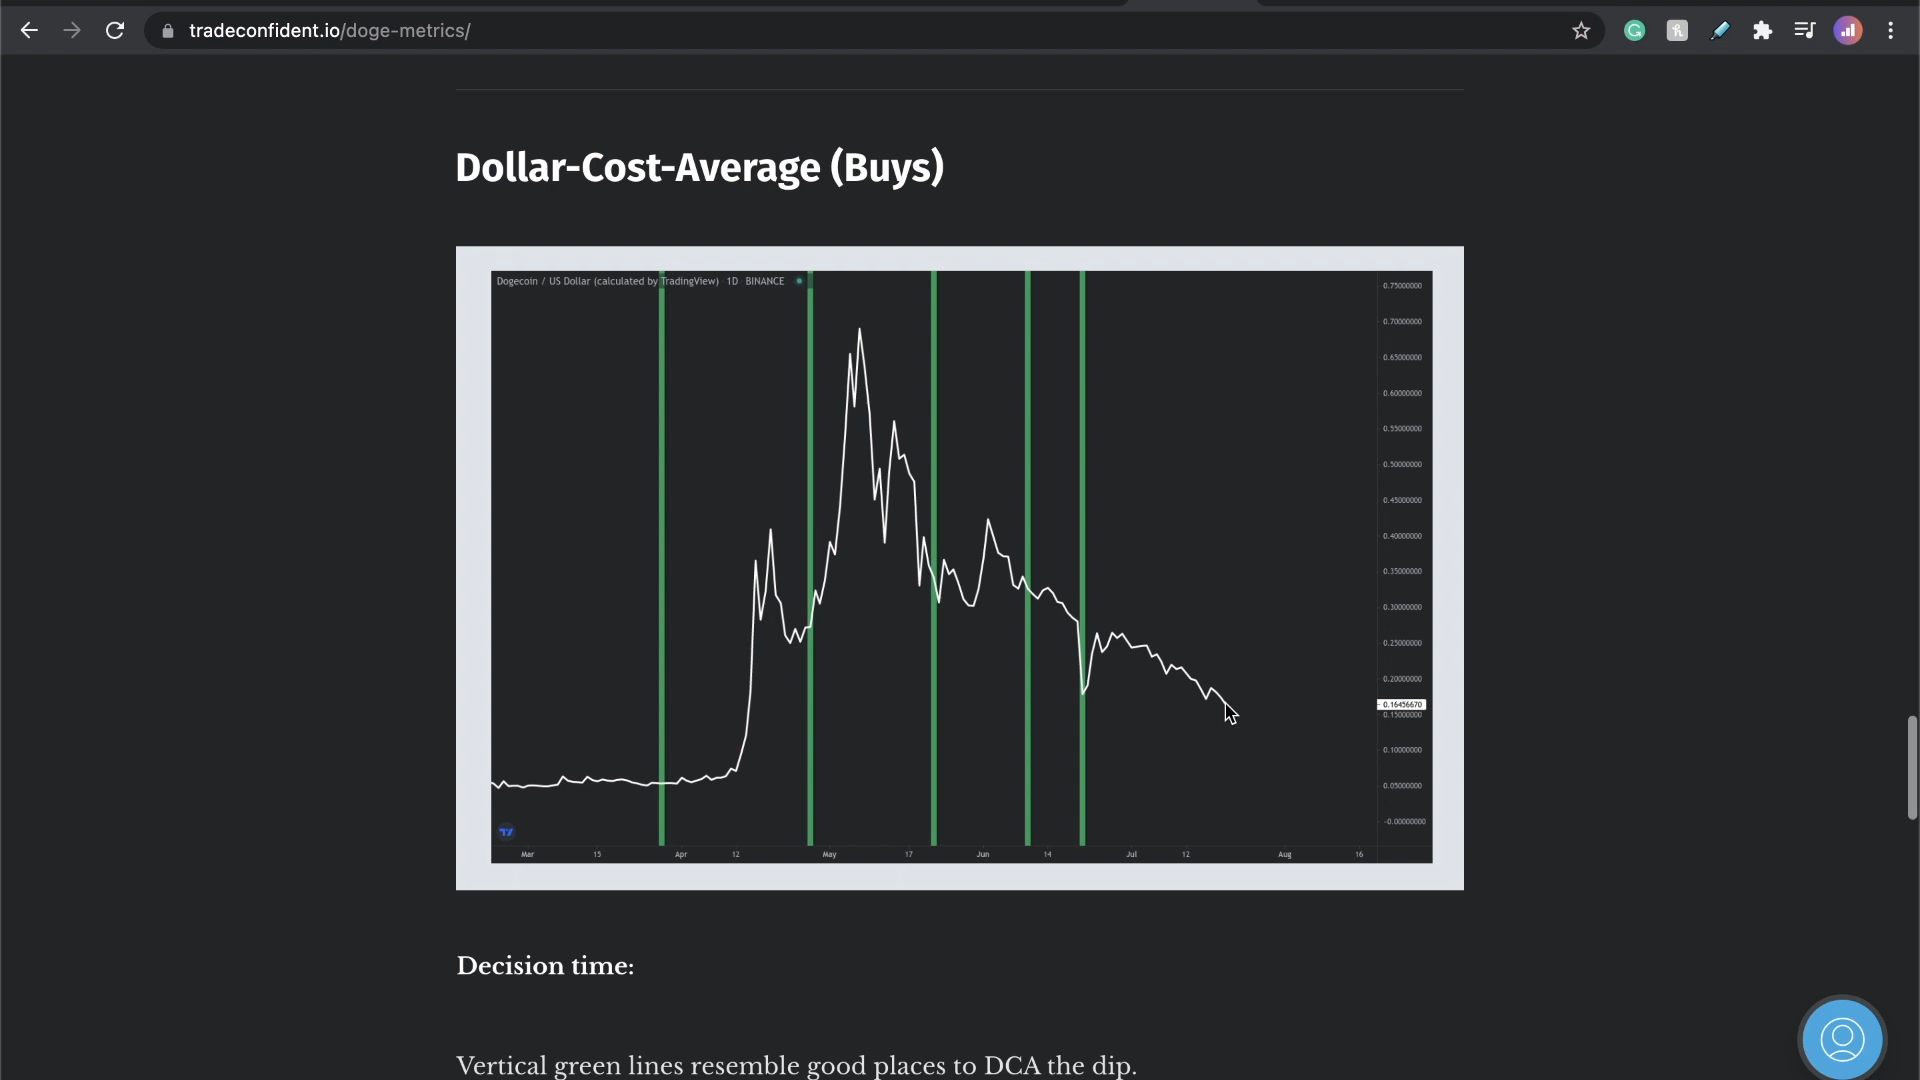 tradeconfident.io/doge-metrics/
Dollar-Cost-Average (Buys)
Dogecoin / US Dollar (calculated by TradingView) 1D BINANCE
0.75000000
0.70000000
0.65000000
0.60000000
0.55000000
0.50000000
0.45000000
0.40000000
0.35000000
0.30000000
0.25000000
0.20000000
0.16456670
0.15000000
0.10000000
0.05000000
-0.00000000
Mar 15 Apr 12 May 17 Jun 14 Jul 12 Aug 16
Decision time:
Vertical green lines resemble good places to DCA the dip.